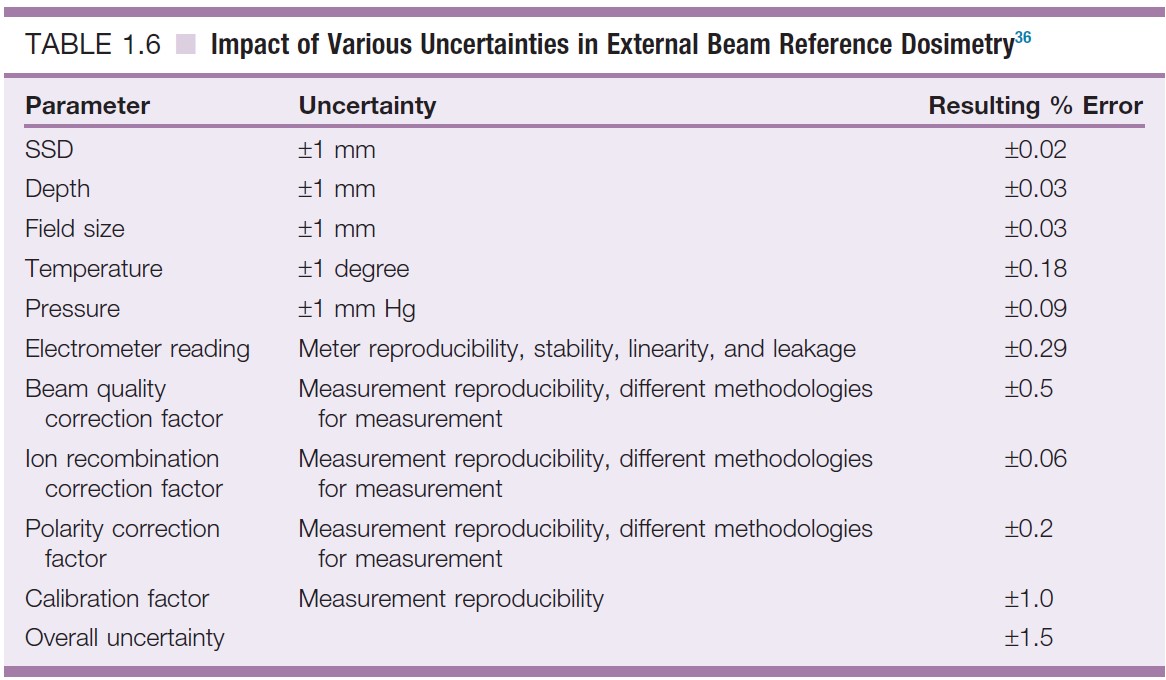 TABLE 1.6 Impact of Various Uncertainties in External Beam Reference Dosimetry36
Parameter Uncertainty Resulting % Error
SSD ±1 mm ±0.02
Depth ±1 mm ±0.03
Field size ±1 mm ±0.03
Temperature ±1 degree ±0.18
Pressure ±1 mm Hg ±0.09
Electrometer reading Meter reproducibility, stability, linearity, and leakage ±0.29
Beam quality Measurement reproducibility, different methodologies ±0.5
correction factor for measurement
Ion recombination Measurement reproducibility, different methodologies ±0.06
correction factor for measurement
Polarity correction Measurement reproducibility, different methodologies ±0.2
factor for measurement
Calibration factor Measurement reproducibility ±1.0
Overall uncertainty ±1.5